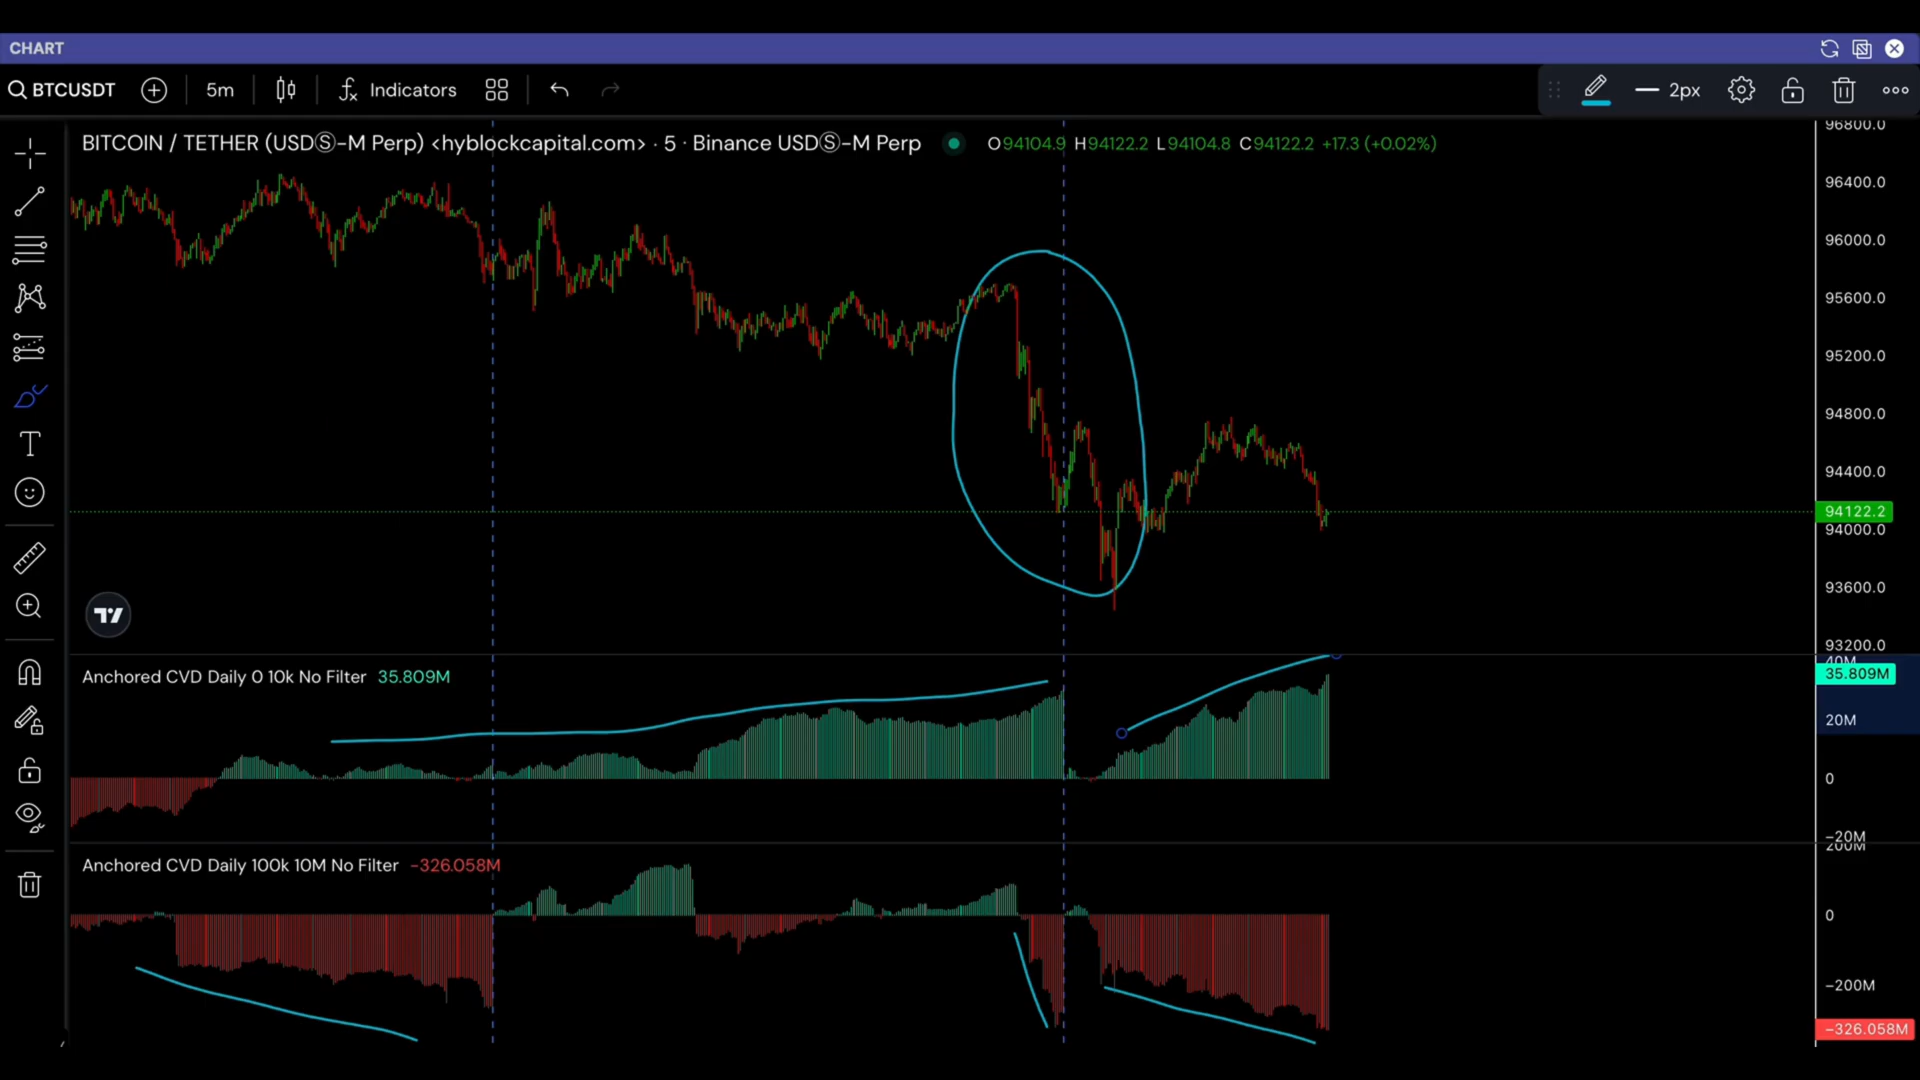 CHART
BTCUSDT 5m Indicators 2px
BITCOIN / TETHER (USDⓈ-M Perp) <hyblockcapital.com> · 5 · Binance USDⓈ-M Perp O94104.9 H94122.2 L94104.8 C94122.2 +17.3 (+0.02%)
96800.0
96400.0
96000.0
95600.0
95200.0
94800.0
94400.0
94122.2
94000.0
93600.0
93200.0
Anchored CVD Daily 0 10k No Filter 35.809M
40M
35.809M
20M
0
−20M
Anchored CVD Daily 100k 10M No Filter −326.058M
200M
0
−200M
−326.058M